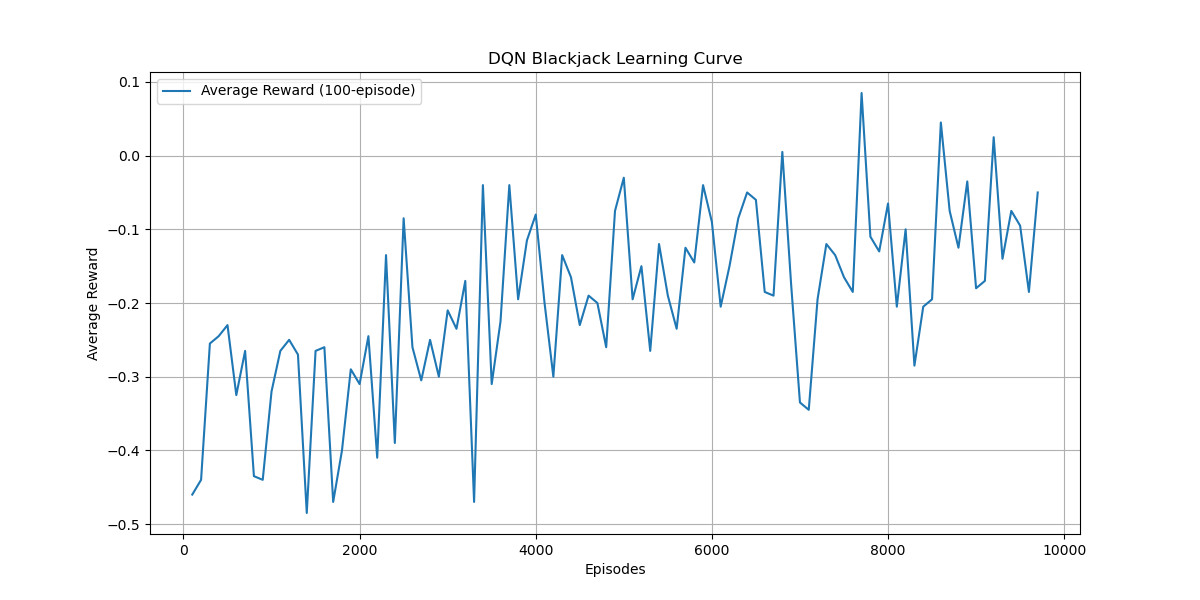 DQN Blackjack Learning Curve
Average Reward (100-episode)
0.1
0.0
−0.1
−0.2
−0.3
−0.4
−0.5
Average Reward
0 2000 4000 6000 8000 10000
Episodes